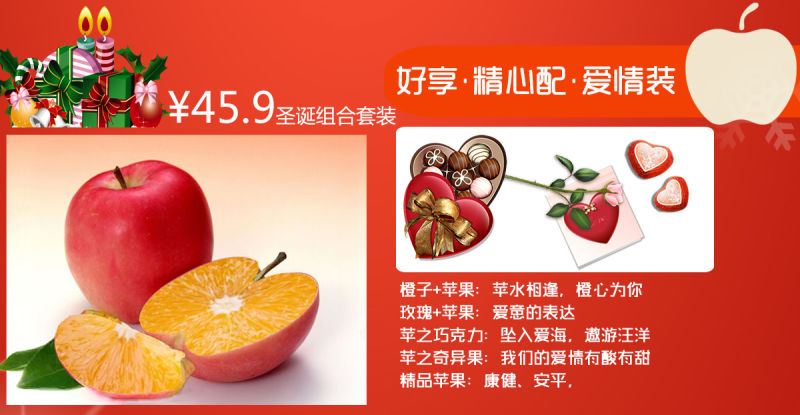 ¥45.9圣诞组合套装
好享·精心配·爱情装
橙子+苹果：苹水相逢，橙心为你
玫瑰+苹果：爱意的表达
苹之巧克力：坠入爱海，遨游汪洋
苹之奇异果：我们的爱情有酸有甜
精品苹果：康健、安平，